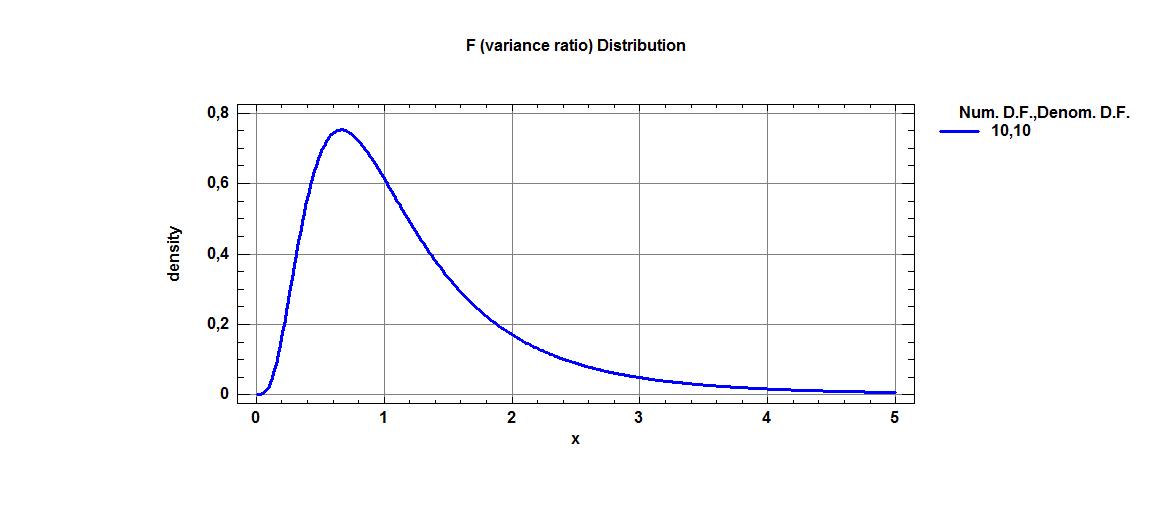 F (variance ratio) Distribution
Num. D.F.,Denom. D.F.
10,10
density
0,8
0,6
0,4
0,2
0
0 1 2 3 4 5
x